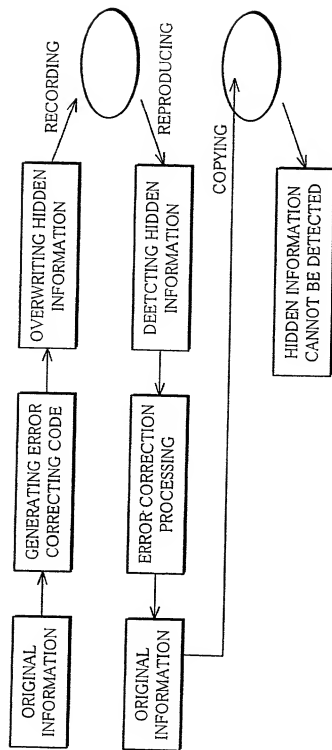 ORIGINAL
INFORMATION
GENERATING ERROR
CORRECTING CODE
OVERWRITING HIDDEN
INFORMATION
RECORDING
REPRODUCING
DEETCTING HIDDEN
INFORMATION
ERROR CORRECTION
PROCESSING
ORIGINAL
INFORMATION
COPYING
HIDDEN INFORMATION
CANNOT BE DETECTED